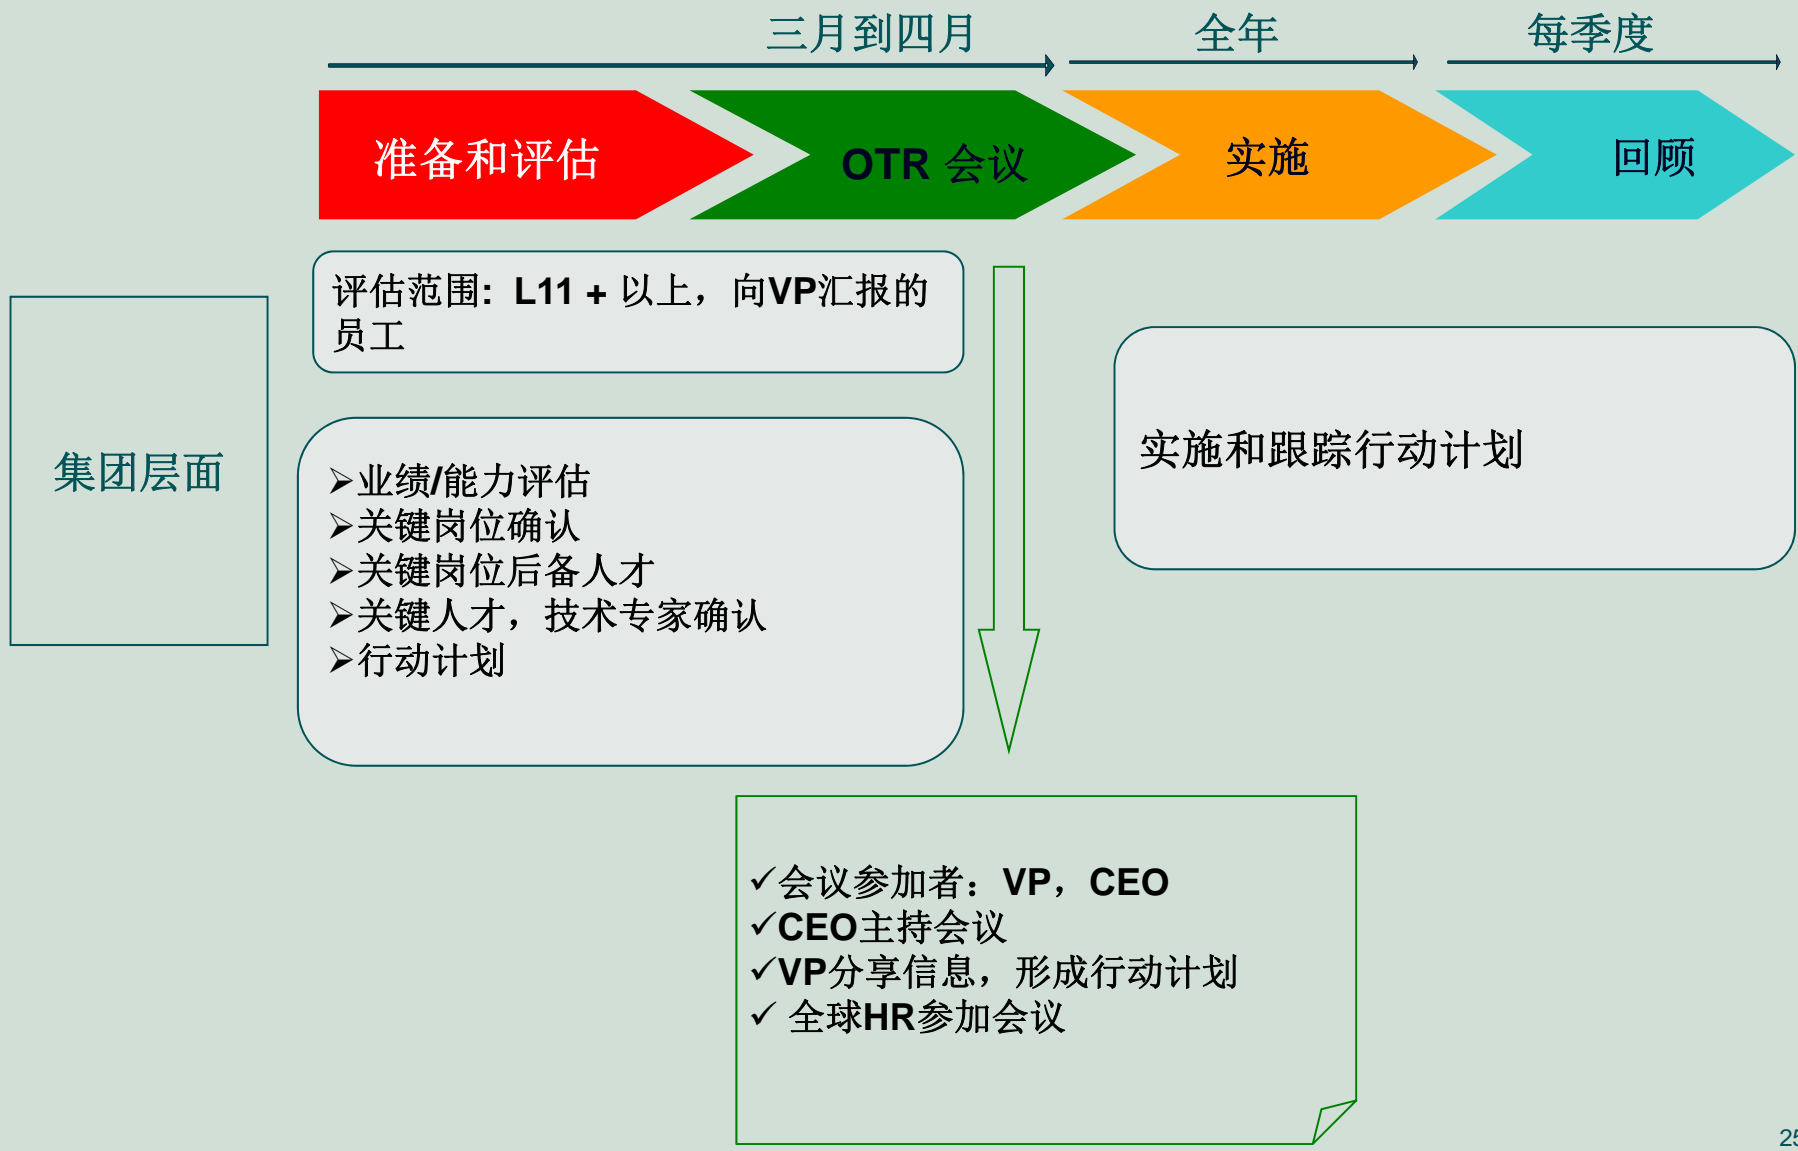 三月到四月
全年
每季度
准备和评估
OTR 会议
实施
回顾
评估范围: L11 + 以上，向VP汇报的
员工
集团层面
➢业绩/能力评估
➢关键岗位确认
➢关键岗位后备人才
➢关键人才，技术专家确认
➢行动计划
实施和跟踪行动计划
✓会议参加者：VP，CEO
✓CEO主持会议
✓VP分享信息，形成行动计划
✓ 全球HR参加会议
25